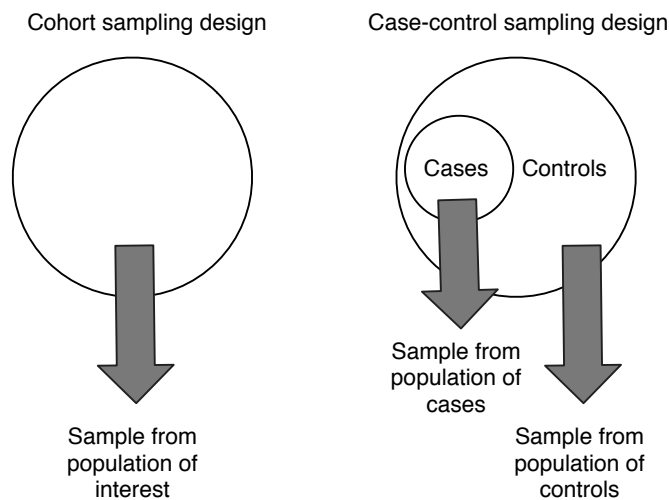 Cohort sampling design
Sample from
population of
interest
Case-control sampling design
Cases
Controls
Sample from
population of
cases
Sample from
population of
controls